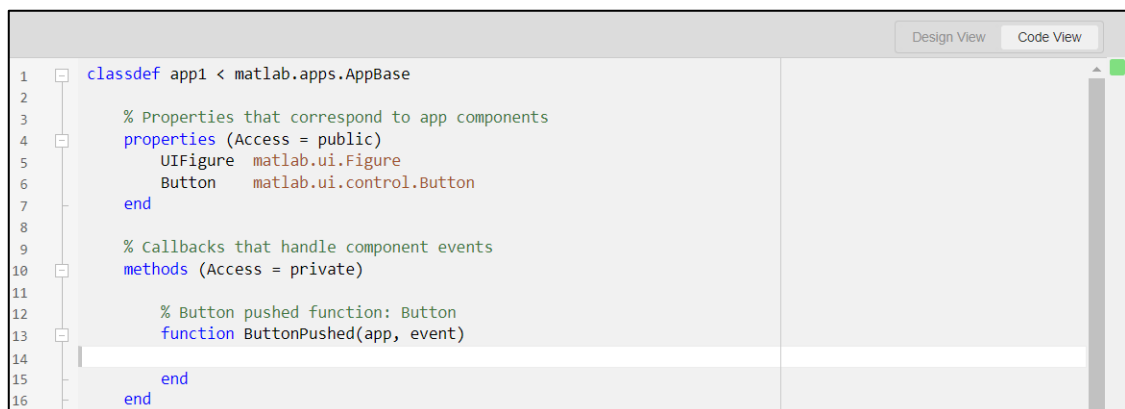 Design View Code View
1 classdef app1 < matlab.apps.AppBase
2
3 % Properties that correspond to app components
4 properties (Access = public)
5 UIFigure matlab.ui.Figure
6 Button matlab.ui.control.Button
7 end
8
9 % Callbacks that handle component events
10 methods (Access = private)
11
12 % Button pushed function: Button
13 function ButtonPushed(app, event)
14
15 end
16 end